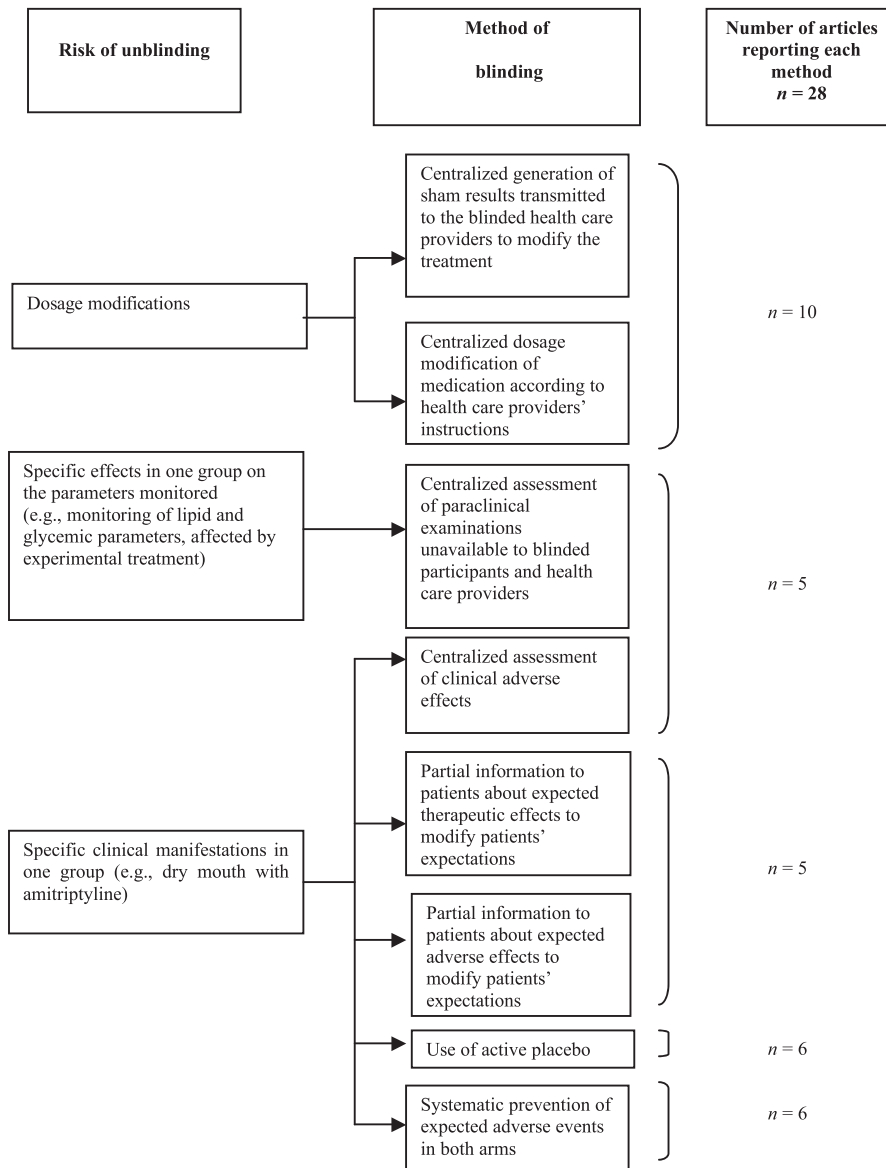 Risk of unblinding
Method of
blinding
Number of articles
reporting each
method
n = 28
Dosage modifications
Centralized generation of
sham results transmitted
to the blinded health care
providers to modify the
treatment
Centralized dosage
modification of
medication according to
health care providers’
instructions
n = 10
Specific effects in one group on
the parameters monitored
(e.g., monitoring of lipid and
glycemic parameters, affected by
experimental treatment)
Centralized assessment
of paraclinical
examinations
unavailable to blinded
participants and health
care providers
Centralized assessment
of clinical adverse
effects
n = 5
Specific clinical manifestations in
one group (e.g., dry mouth with
amitriptyline)
Partial information to
patients about expected
therapeutic effects to
modify patients’
expectations
Partial information to
patients about expected
adverse effects to
modify patients’
expectations
n = 5
Use of active placebo
n = 6
Systematic prevention of
expected adverse events
in both arms
n = 6